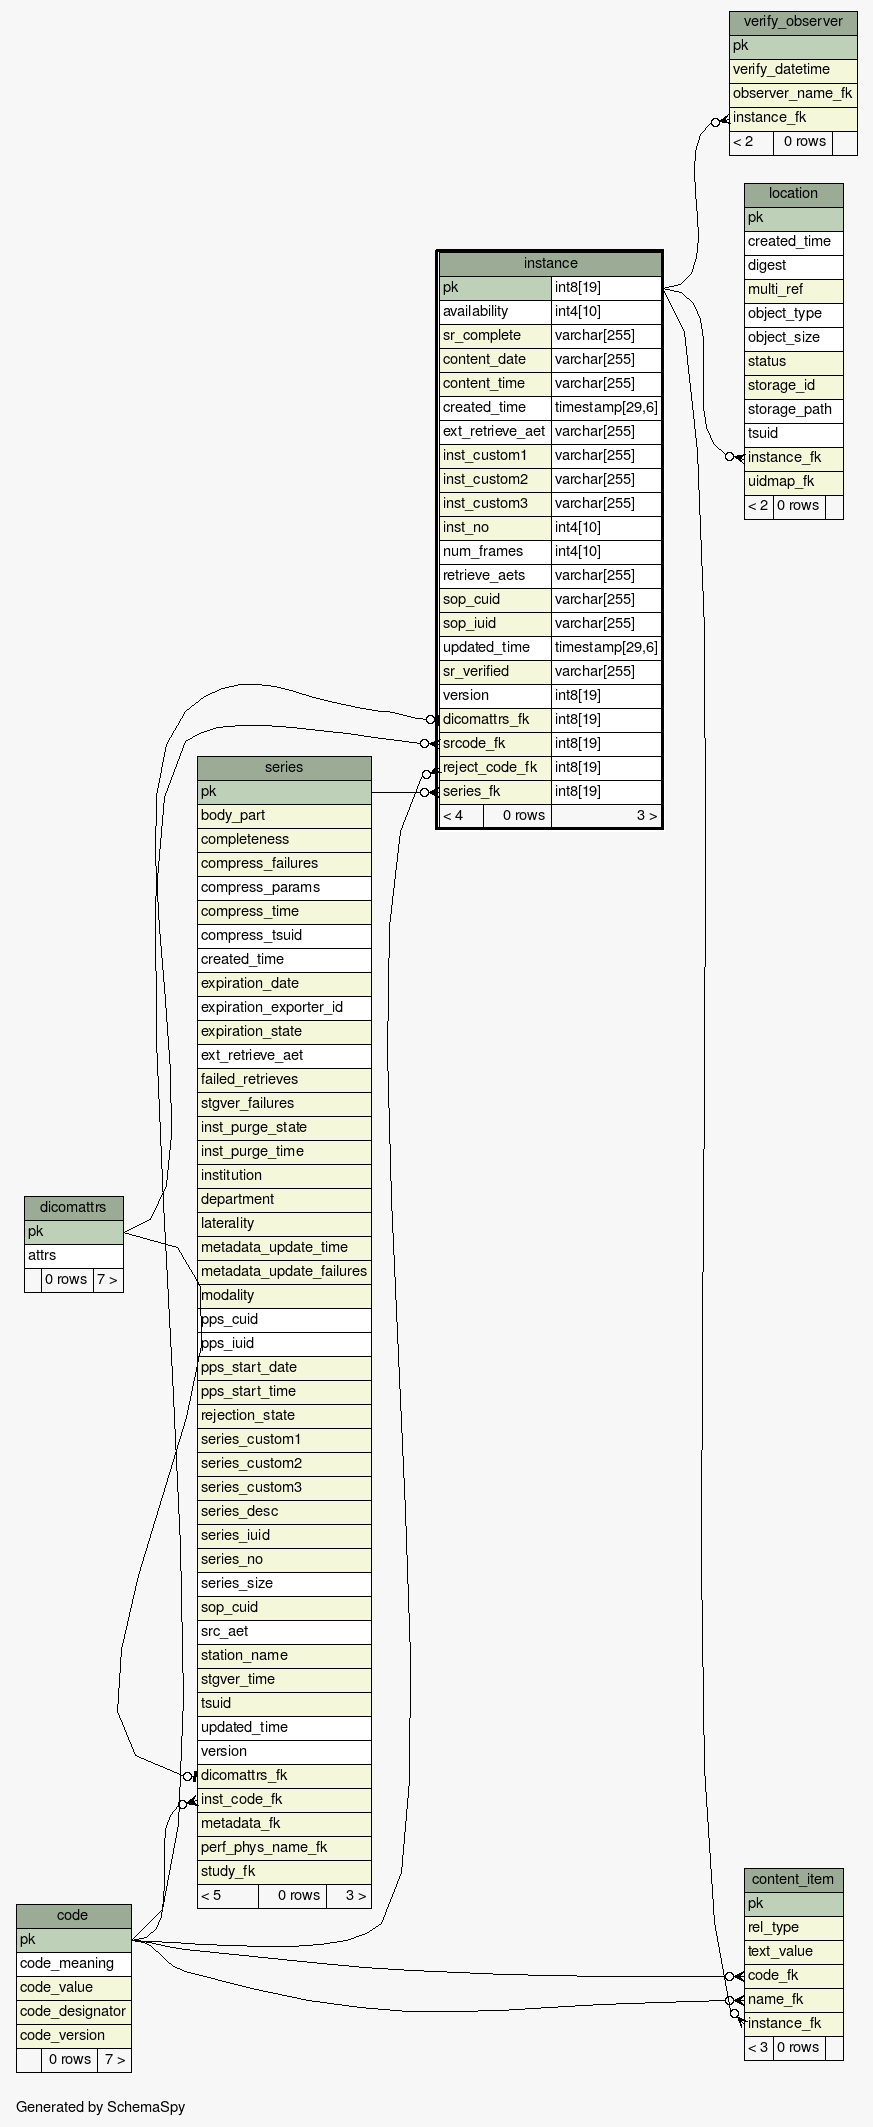 verify_observer
pk
verify_datetime
observer_name_fk
instance_fk
< 2 0 rows
location
pk
created_time
digest
multi_ref
object_type
object_size
status
storage_id
storage_path
tsuid
instance_fk
uidmap_fk
< 2 0 rows
instance
pk int8[19]
availability int4[10]
sr_complete varchar[255]
content_date varchar[255]
content_time varchar[255]
created_time timestamp[29,6]
ext_retrieve_aet varchar[255]
inst_custom1 varchar[255]
inst_custom2 varchar[255]
inst_custom3 varchar[255]
inst_no int4[10]
num_frames int4[10]
retrieve_aets varchar[255]
sop_cuid varchar[255]
sop_iuid varchar[255]
updated_time timestamp[29,6]
sr_verified varchar[255]
version int8[19]
dicomattrs_fk int8[19]
srcode_fk int8[19]
reject_code_fk int8[19]
series_fk int8[19]
< 4 0 rows 3 >
series
pk
body_part
completeness
compress_failures
compress_params
compress_time
compress_tsuid
created_time
expiration_date
expiration_exporter_id
expiration_state
ext_retrieve_aet
failed_retrieves
stgver_failures
inst_purge_state
inst_purge_time
institution
department
laterality
metadata_update_time
metadata_update_failures
modality
pps_cuid
pps_iuid
pps_start_date
pps_start_time
rejection_state
series_custom1
series_custom2
series_custom3
series_desc
series_iuid
series_no
series_size
sop_cuid
src_aet
station_name
stgver_time
tsuid
updated_time
version
dicomattrs_fk
inst_code_fk
metadata_fk
perf_phys_name_fk
study_fk
< 5 0 rows 3 >
dicomattrs
pk
attrs
0 rows 7 >
code
pk
code_meaning
code_value
code_designator
code_version
0 rows 7 >
content_item
pk
rel_type
text_value
code_fk
name_fk
instance_fk
< 3 0 rows
Generated by SchemaSpy